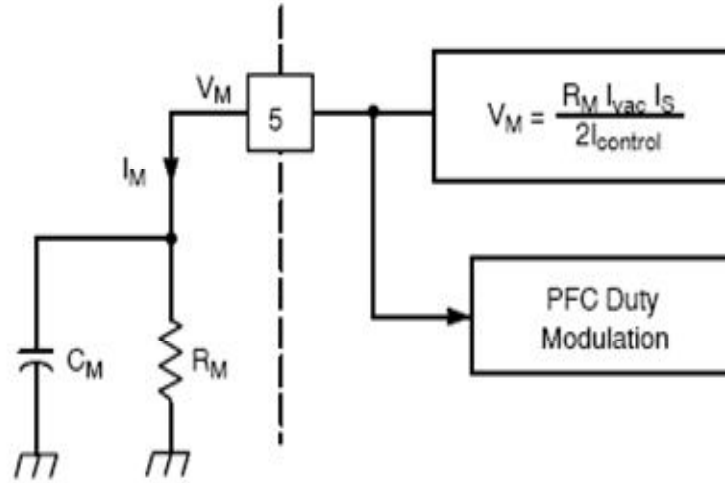 V_M
5
V_M = R_M I_vac I_S / 2I_control
I_M
PFC Duty
Modulation
C_M
R_M